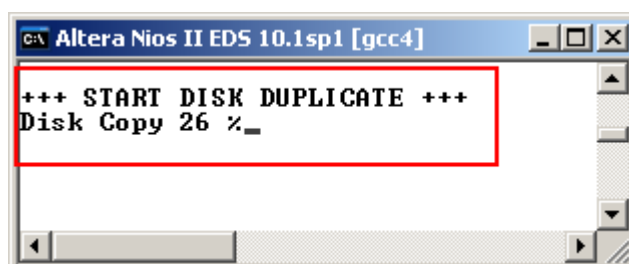 Altera Nios II EDS 10.1sp1 [gcc4]
+++ START DISK DUPLICATE +++
Disk Copy 26 %_